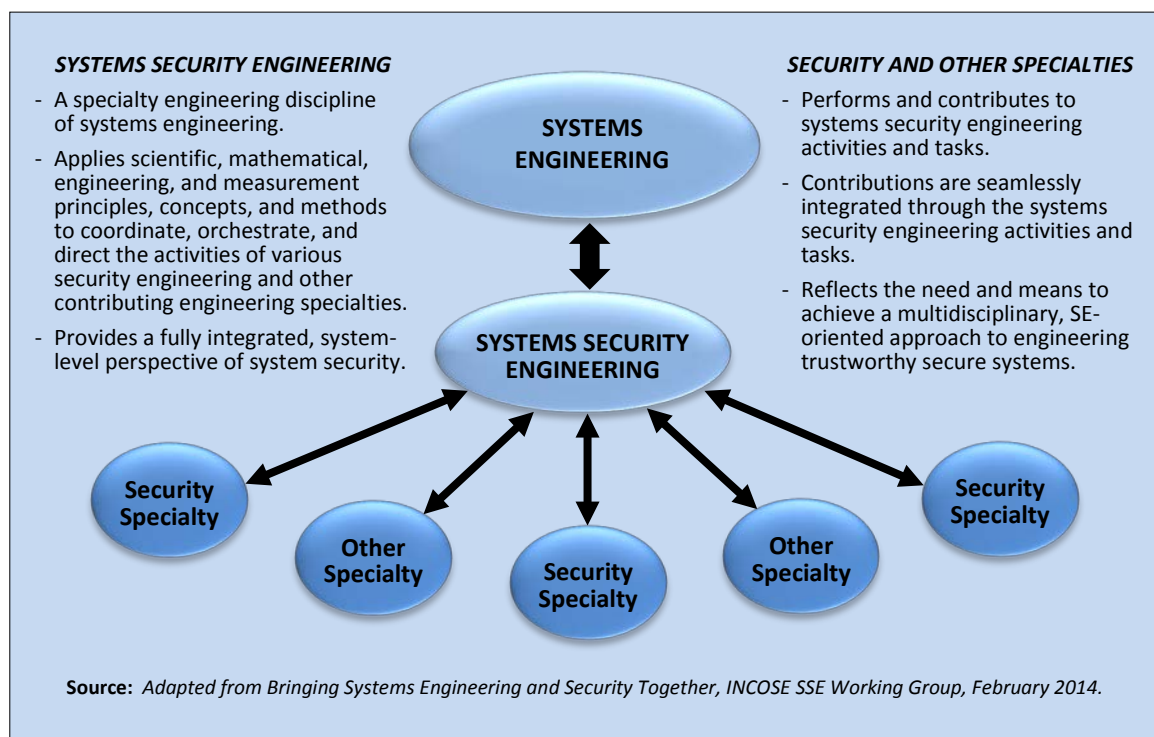 SYSTEMS SECURITY ENGINEERING
- A specialty engineering discipline
of systems engineering.
- Applies scientific, mathematical,
engineering, and measurement
principles, concepts, and methods
to coordinate, orchestrate, and
direct the activities of various
security engineering and other
contributing engineering specialties.
- Provides a fully integrated, system-
level perspective of system security.
SYSTEMS
ENGINEERING
SECURITY AND OTHER SPECIALTIES
- Performs and contributes to
systems security engineering
activities and tasks.
- Contributions are seamlessly
integrated through the systems
security engineering activities and
tasks.
- Reflects the need and means to
achieve a multidisciplinary, SE-
oriented approach to engineering
trustworthy secure systems.
SYSTEMS SECURITY
ENGINEERING
Security
Specialty
Other
Specialty
Security
Specialty
Other
Specialty
Security
Specialty
Source: Adapted from Bringing Systems Engineering and Security Together, INCOSE SSE Working Group, February 2014.